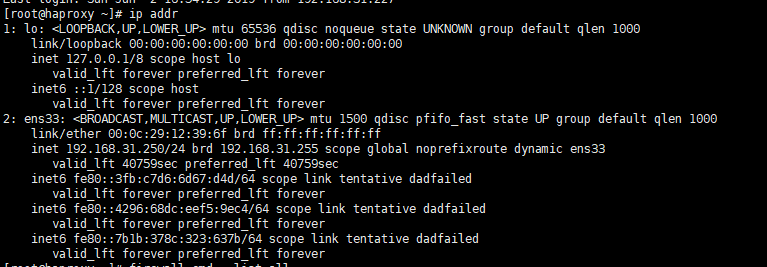 Last login: Sun Jun 2 16:54:29 2019 from 192.168.31.227
[root@haproxy ~]# ip addr
1: lo: <LOOPBACK,UP,LOWER_UP> mtu 65536 qdisc noqueue state UNKNOWN group default qlen 1000
    link/loopback 00:00:00:00:00:00 brd 00:00:00:00:00:00
    inet 127.0.0.1/8 scope host lo
       valid_lft forever preferred_lft forever
    inet6 ::1/128 scope host
       valid_lft forever preferred_lft forever
2: ens33: <BROADCAST,MULTICAST,UP,LOWER_UP> mtu 1500 qdisc pfifo_fast state UP group default qlen 1000
    link/ether 00:0c:29:12:39:6f brd ff:ff:ff:ff:ff:ff
    inet 192.168.31.250/24 brd 192.168.31.255 scope global noprefixroute dynamic ens33
       valid_lft 40759sec preferred_lft 40759sec
    inet6 fe80::3fb:c7d6:6d67:d4d/64 scope link tentative dadfailed
       valid_lft forever preferred_lft forever
    inet6 fe80::4296:68dc:eef5:9ec4/64 scope link tentative dadfailed
       valid_lft forever preferred_lft forever
    inet6 fe80::7b1b:378c:323:637b/64 scope link tentative dadfailed
       valid_lft forever preferred_lft forever
[root@haproxy ~]# firewall-cmd --list-all